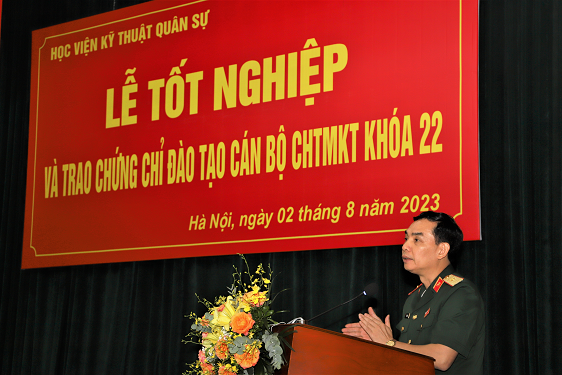 HỌC VIỆN KỸ THUẬT QUÂN SỰ
LỄ TỐT NGHIỆP
VÀ TRAO CHỨNG CHỈ ĐÀO TẠO CÁN BỘ CHTMKT KHÓA 22
Hà Nội, ngày 02 tháng 8 năm 2023